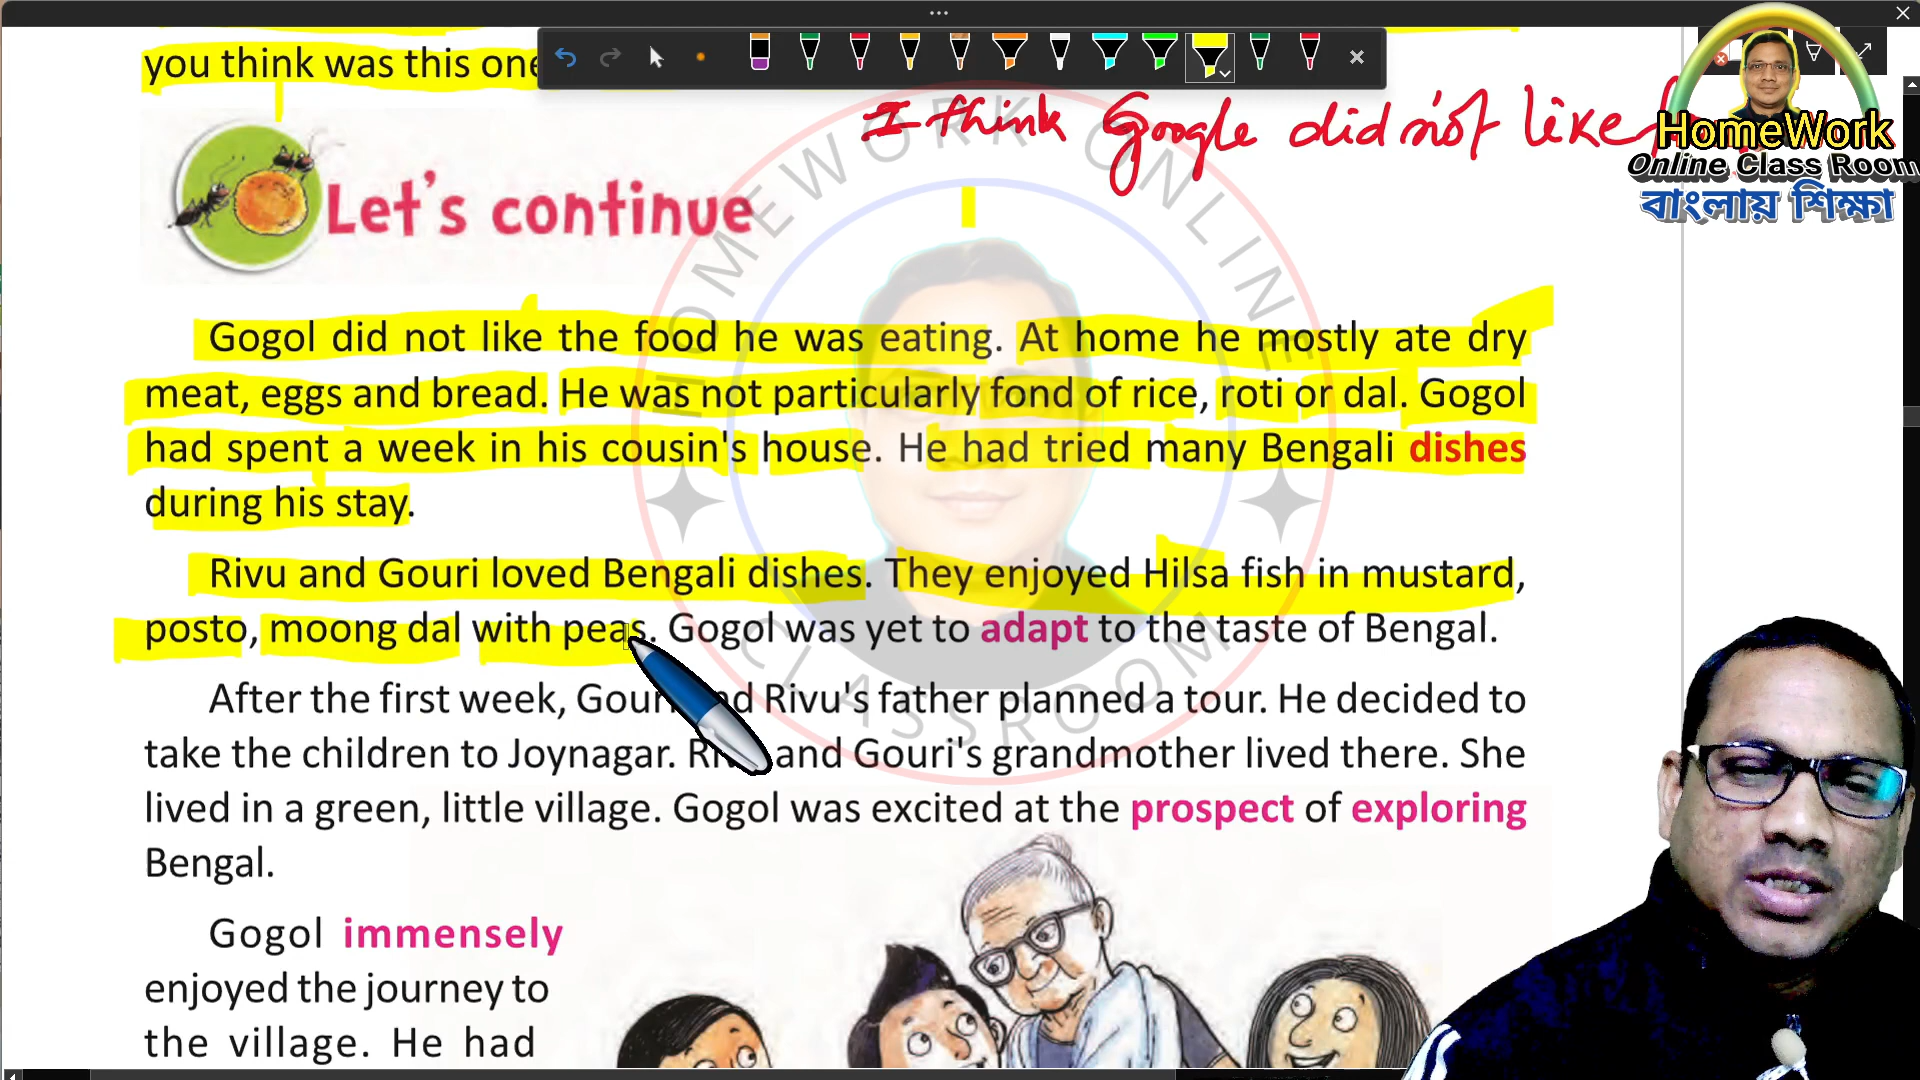 you think was this one
I think Google did not like
HomeWork
Online Class Room
বাংলায় শিক্ষা
Let's continue
HOMEWORK ONLINE CLASSROOM
Gogol did not like the food he was eating. At home he mostly ate dry
meat, eggs and bread. He was not particularly fond of rice, roti or dal. Gogol
had spent a week in his cousin's house. He had tried many Bengali dishes
during his stay.
Rivu and Gouri loved Bengali dishes. They enjoyed Hilsa fish in mustard,
posto, moong dal with peas. Gogol was yet to adapt to the taste of Bengal.
After the first week, Gouri and Rivu's father planned a tour. He decided to
take the children to Joynagar. and Gouri's grandmother lived there. She
lived in a green, little village. Gogol was excited at the prospect of exploring
Bengal.
Gogol immensely
enjoyed the journey to
the village. He had